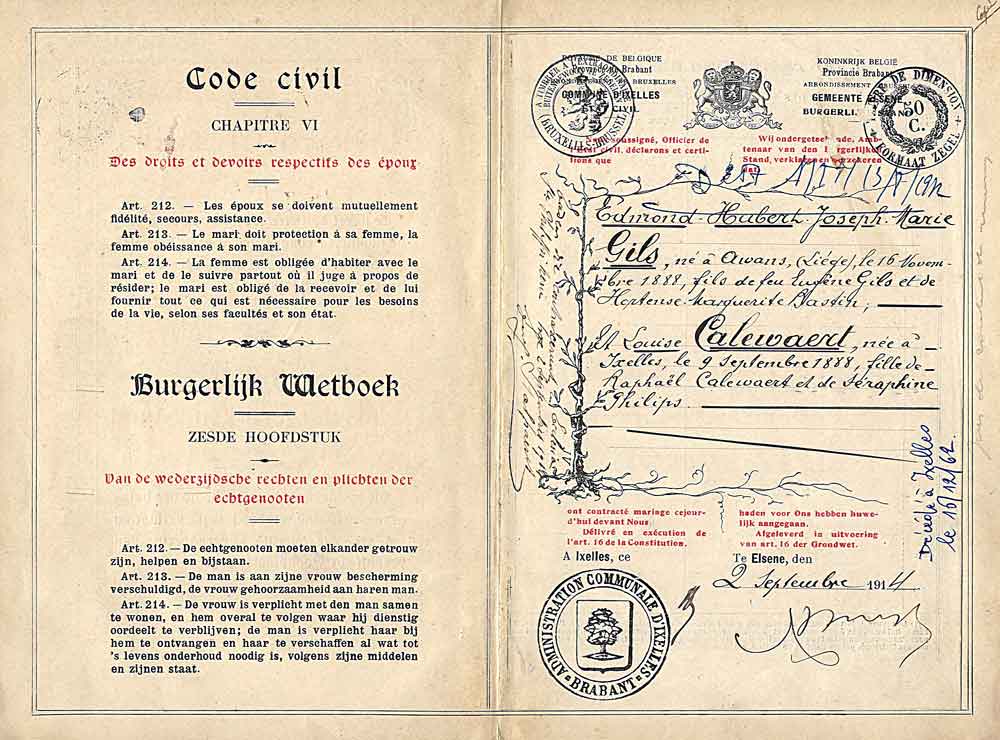 Code civil
CHAPITRE VI
Des droits et devoirs respectifs des époux
Art. 212. — Les époux se doivent mutuellement
fidélité, secours, assistance.
Art. 213. — Le mari doit protection à sa femme, la
femme obéissance à son mari.
Art. 214. — La femme est obligée d'habiter avec le
mari et de le suivre partout où il juge à propos de
résider; le mari est obligé de la recevoir et de lui
fournir tout ce qui est nécessaire pour les besoins
de la vie, selon ses facultés et son état.
Burgerlijk Wetboek
ZESDE HOOFDSTUK
Van de wederzijdsche rechten en plichten der
echtgenooten
Art. 212. — De echtgenooten moeten elkander getrouw
zijn, helpen en bijstaan.
Art. 213. — De man is aan zijne vrouw bescherming
verschuldigd, de vrouw gehoorzaamheid aan haren man.
Art. 214. — De vrouw is verplicht met den man samen
te wonen, en hem overal te volgen waar hij dienstig
oordeelt te verblijven; de man is verplicht haar bij
hem te ontvangen en haar te verschaffen al wat tot
's levens onderhoud noodig is, volgens zijne middelen
en zijnen staat.
DE BELGIQUE
Province de Brabant
BRUXELLES
COMMUNE D'IXELLES
ÉTAT CIVIL
(BRUXELLES-BRUSSEL)
KONINKRIJK BELGIË
Provincie Brabant
ARRONDISSEMENT
GEMEENTE ELSENE
BURGERLI. STAND
DE DIMENSION
50
C.
FORMAAT ZEGEL
soussigné, Officier de
l'État civil, déclarons et certi-
fions que
Wij ondergeteekende, Amb-
tenaar van den Burgerlijken
Stand, verklaren en verzekeren
dat
Edmond-Hubert-Joseph-Marie
Gils, né à Awans, (Liége), le 16 Novem-
bre 1888, fils de feu Eugène Gils et de
Hortense-Marguerite Bastin;
Et Louise Calewaert, née à
Ixelles, le 9 septembre 1888, fille de
Raphaël Calewaert et de Séraphine
Philips.
Décédé à Ixelles
le 16/12/62.
ont contracté mariage cejour-
d'hui devant Nous
Délivré en exécution de
l'art. 16 de la Constitution.
haden voor Ons hebben huwe-
lijk aangegaan.
Afgeleverd in uitvoering
van art. 16 der Grondwet.
A Ixelles, ce
Te Elsene, den
2 Septembre 1914
ADMINISTRATION COMMUNALE D'IXELLES
BRABANT